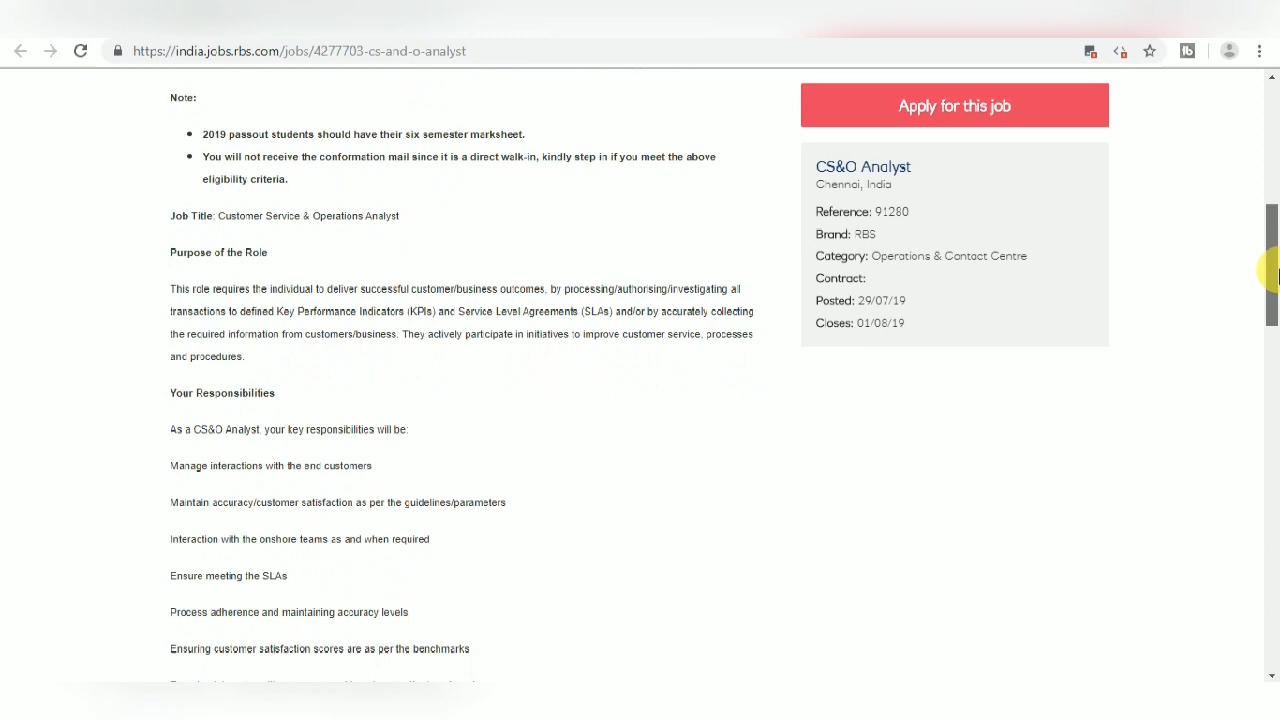 https://india.jobs.rbs.com/jobs/4277703-cs-and-o-analyst
Note:
2019 passout students should have their six semester marksheet.
You will not receive the conformation mail since it is a direct walk-in, kindly step in if you meet the above
eligibility criteria.
Job Title: Customer Service & Operations Analyst
Purpose of the Role
This role requires the individual to deliver successful customer/business outcomes, by processing/authorising/investigating all
transactions to defined Key Performance Indicators (KPIs) and Service Level Agreements (SLAs) and/or by accurately collecting
the required information from customers/business. They actively participate in initiatives to improve customer service, processes
and procedures.
Your Responsibilities
As a CS&O Analyst, your key responsibilities will be:
Manage interactions with the end customers
Maintain accuracy/customer satisfaction as per the guidelines/parameters
Interaction with the onshore teams as and when required
Ensure meeting the SLAs
Process adherence and maintaining accuracy levels
Ensuring customer satisfaction scores are as per the benchmarks
Apply for this job
CS&O Analyst
Chennai, India
Reference: 91280
Brand: RBS
Category: Operations & Contact Centre
Contract:
Posted: 29/07/19
Closes: 01/08/19